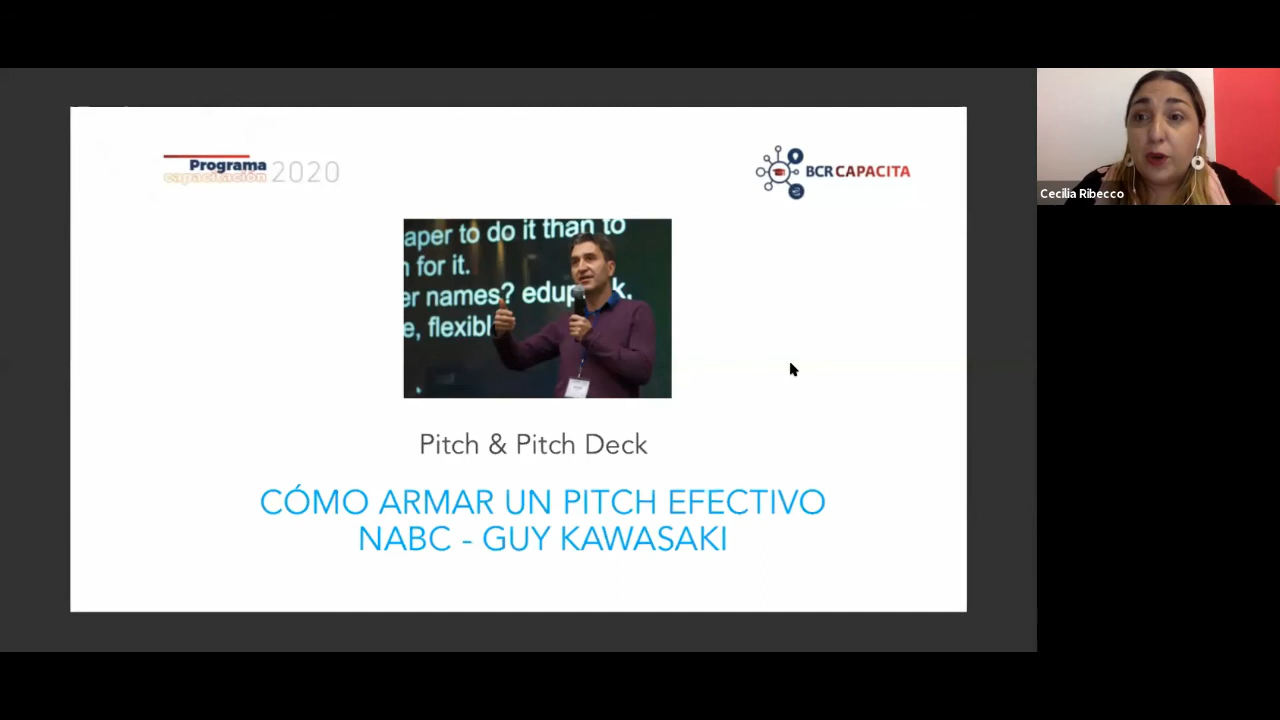 Programa
capacitación 2020
BCR CAPACITA
aper to do it than to
for it.
er names?
e, flexibl
Pitch & Pitch Deck
CÓMO ARMAR UN PITCH EFECTIVO
NABC - GUY KAWASAKI
Cecilia Ribecco